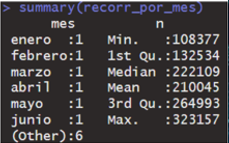 > summary(recorr_por_mes)
mes n
enero :1 Min. :108377
febrero:1 1st Qu.:132534
marzo :1 Median :222109
abril :1 Mean :210045
mayo :1 3rd Qu.:264993
junio :1 Max. :323157
(Other):6